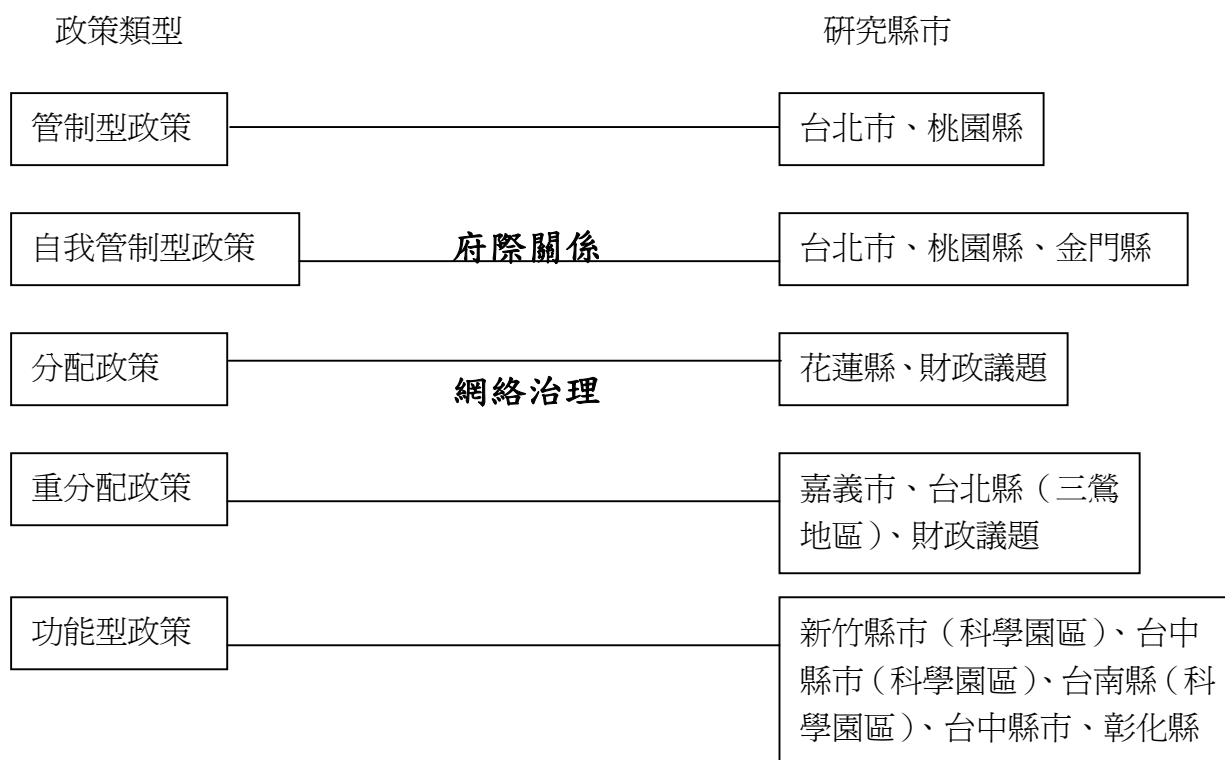 政策類型
研究縣市
管制型政策
台北市、桃園縣
自我管制型政策
府際關係
台北市、桃園縣、金門縣
分配政策
花蓮縣、財政議題
網絡治理
重分配政策
嘉義市、台北縣（三鶯
地區）、財政議題
功能型政策
新竹縣市（科學園區）、台中
縣市（科學園區）、台南縣（科
學園區）、台中縣市、彰化縣